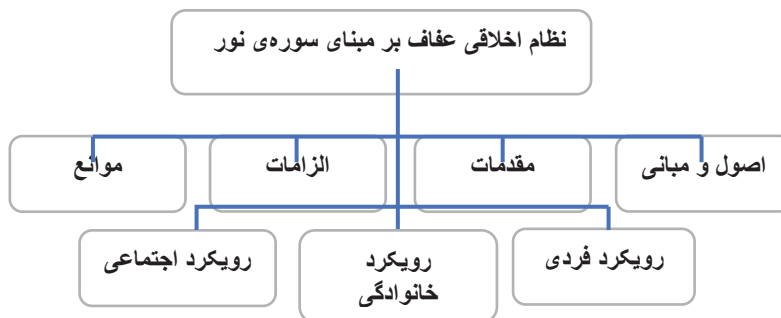 نظام اخلاقی عفاف بر مبنای سوره‌ی نور
اصول و مبانی
مقدمات
الزامات
موانع
رویکرد فردی
رویکرد
خانوادگی
رویکرد اجتماعی